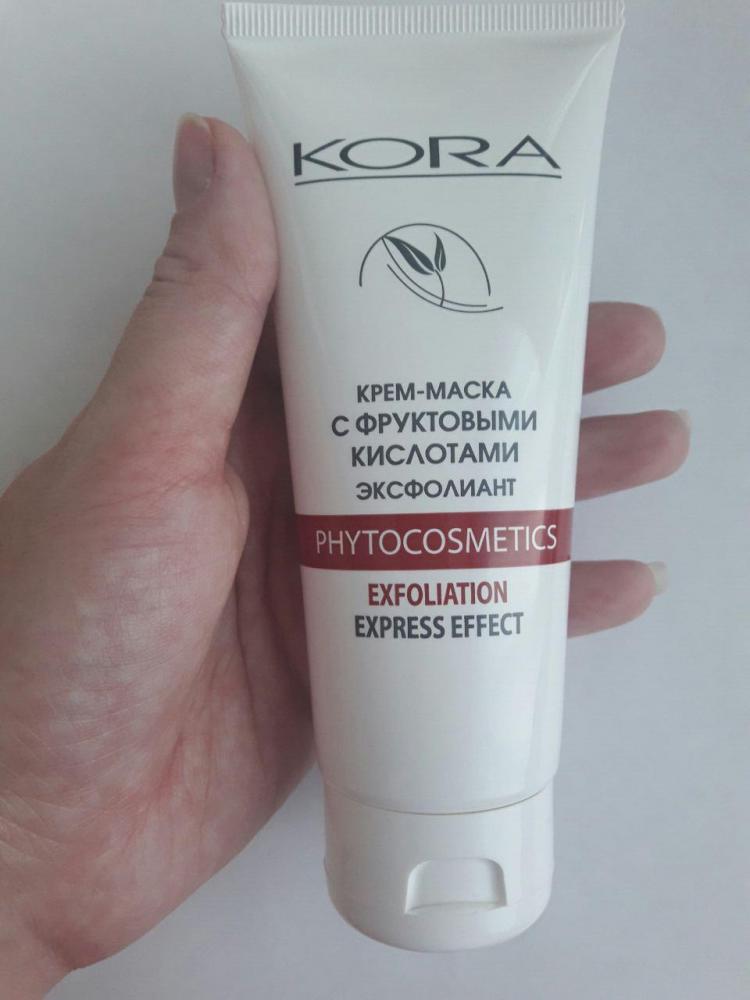 KORA
КРЕМ-МАСКА
С ФРУКТОВЫМИ
КИСЛОТАМИ
ЭКСФОЛИАНТ
PHYTOCOSMETICS
EXFOLIATION
EXPRESS EFFECT